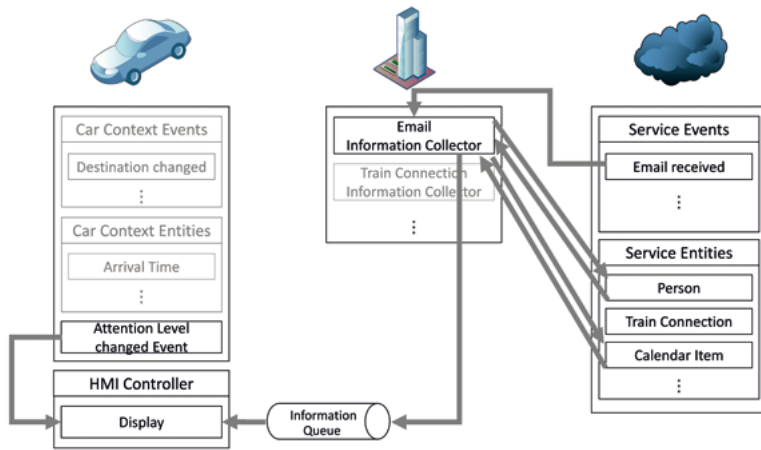 Car Context Events
Destination changed
⋮
Car Context Entities
Arrival Time
⋮
Attention Level
changed Event
HMI Controller
Display
Information
Queue
Email
Information Collector
Train Connection
Information Collector
⋮
Service Events
Email received
⋮
Service Entities
Person
Train Connection
Calendar Item
⋮